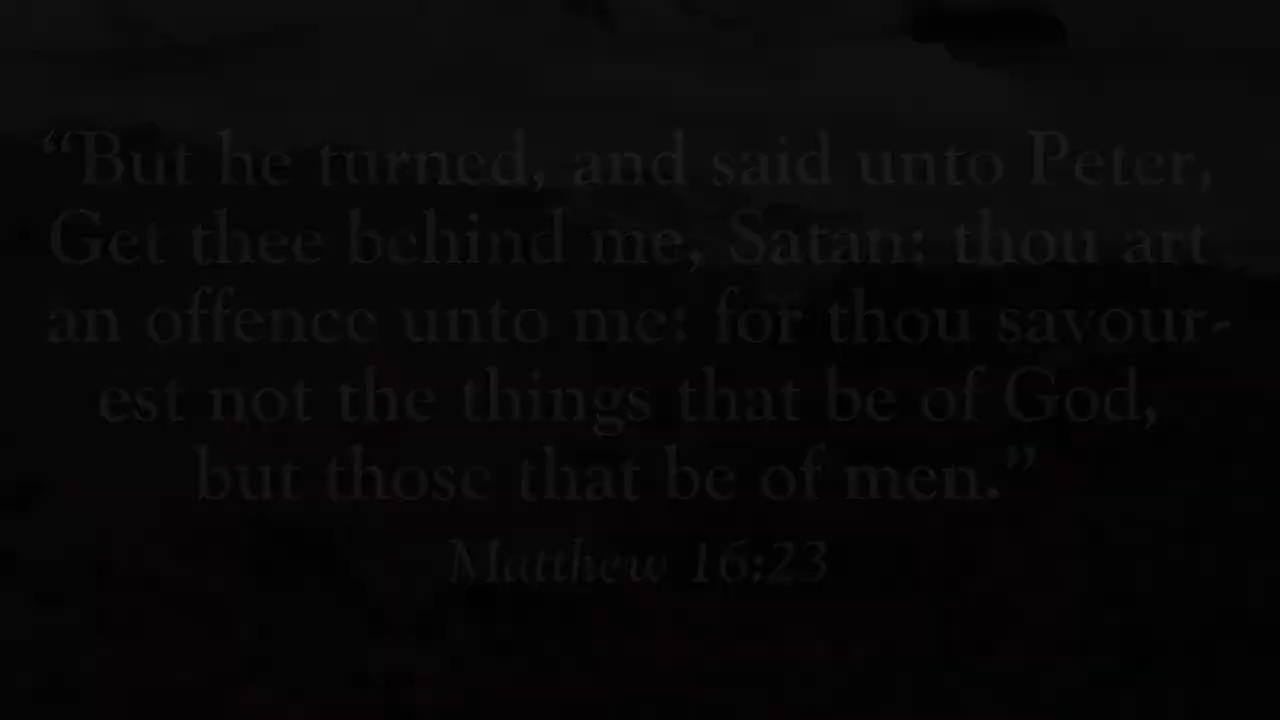 “But he turned, and said unto Peter,
Get thee behind me, Satan: thou art
an offence unto me: for thou savour-
est not the things that be of God,
but those that be of men.”
Matthew 16:23